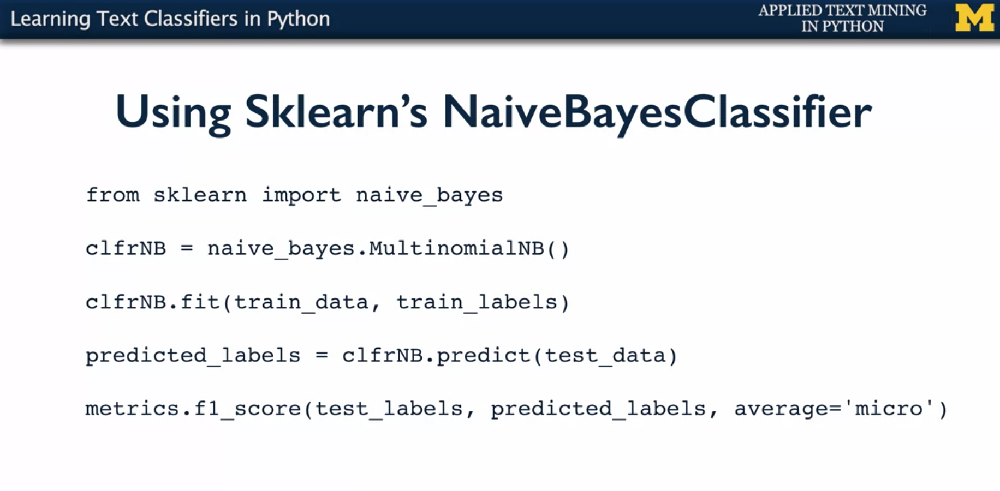 Learning Text Classifiers in Python
APPLIED TEXT MINING
IN PYTHON
M
Using Sklearn’s NaiveBayesClassifier
from sklearn import naive_bayes
clfrNB = naive_bayes.MultinomialNB()
clfrNB.fit(train_data, train_labels)
predicted_labels = clfrNB.predict(test_data)
metrics.f1_score(test_labels, predicted_labels, average='micro')